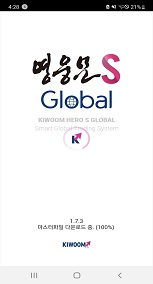 4:28
21%
영웅문S
Global
KIWOOM HERO S GLOBAL
Smart Global Trading System
K
1.7.3
마스터파일 다운로드 중. (100%)
KIWOOM